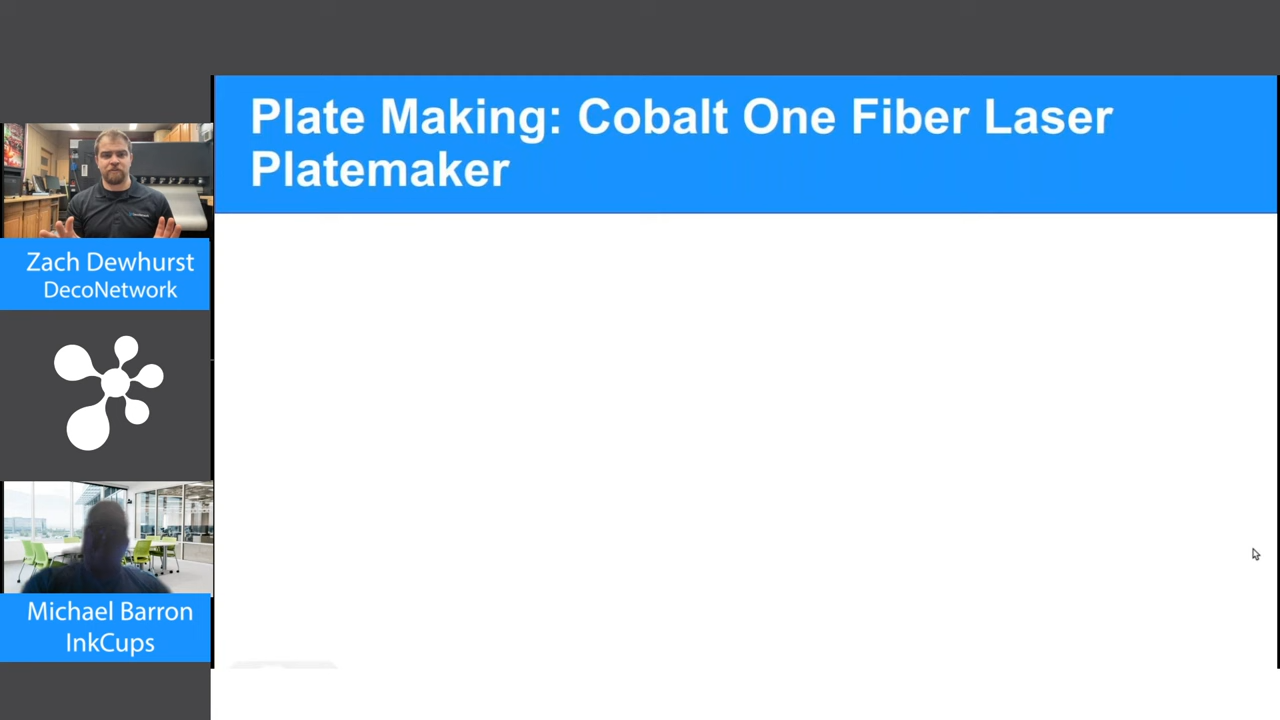 Plate Making: Cobalt One Fiber Laser
Platemaker
Zach Dewhurst
DecoNetwork
Michael Barron
InkCups